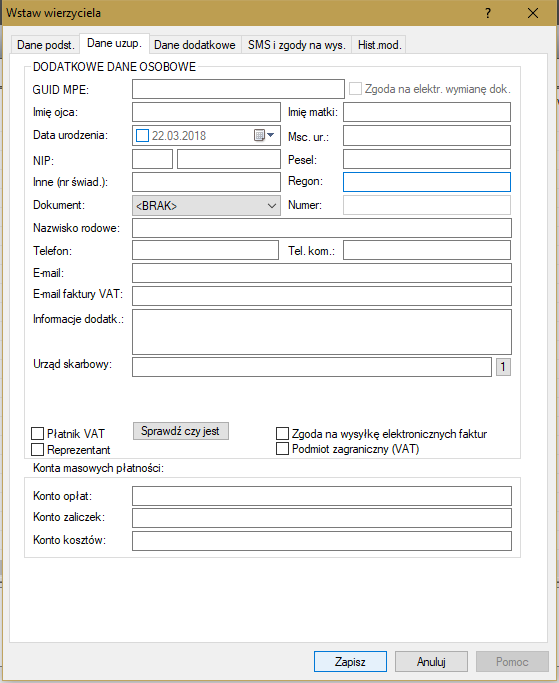 Wstaw wierzyciela ?
Dane podst. Dane uzup. Dane dodatkowe SMS i zgody na wys. Hist.mod.
DODATKOWE DANE OSOBOWE
GUID MPE: Zgoda na elektr. wymianę dok.
Imię ojca: Imię matki:
Data urodzenia: 22.03.2018 Msc. ur.:
NIP: Pesel:
Inne (nr świad.): Regon:
Dokument: <BRAK> Numer:
Nazwisko rodowe:
Telefon: Tel. kom.:
E-mail:
E-mail faktury VAT:
Informacje dodatk.:
Urząd skarbowy: 1
Płatnik VAT Sprawdź czy jest Zgoda na wysyłkę elektronicznych faktur
Reprezentant Podmiot zagraniczny (VAT)
Konta masowych płatności:
Konto opłat:
Konto zaliczek:
Konto kosztów:
Zapisz Anuluj Pomoc